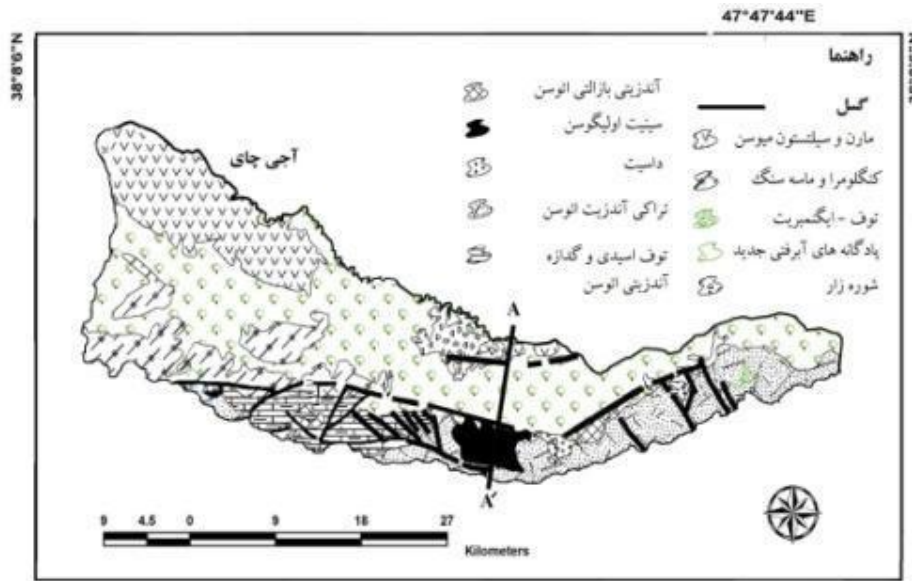 47°47'44"E
38°8'6"N
راهنما
گسل
مارن و سیلتستون میوسن
کنگلومرا و ماسه سنگ
توف - ایگنمبریت
پادگانه های آبرفتی جدید
شوره زار
آندزیتی بازالتی ائوسن
سینیت اولیگوسن
داسیت
تراکی آندزیت ائوسن
توف اسیدی و گدازه
آندزیتی ائوسن
آجی چای
A
A'
9 4.5 0 9 18 27
Kilometers